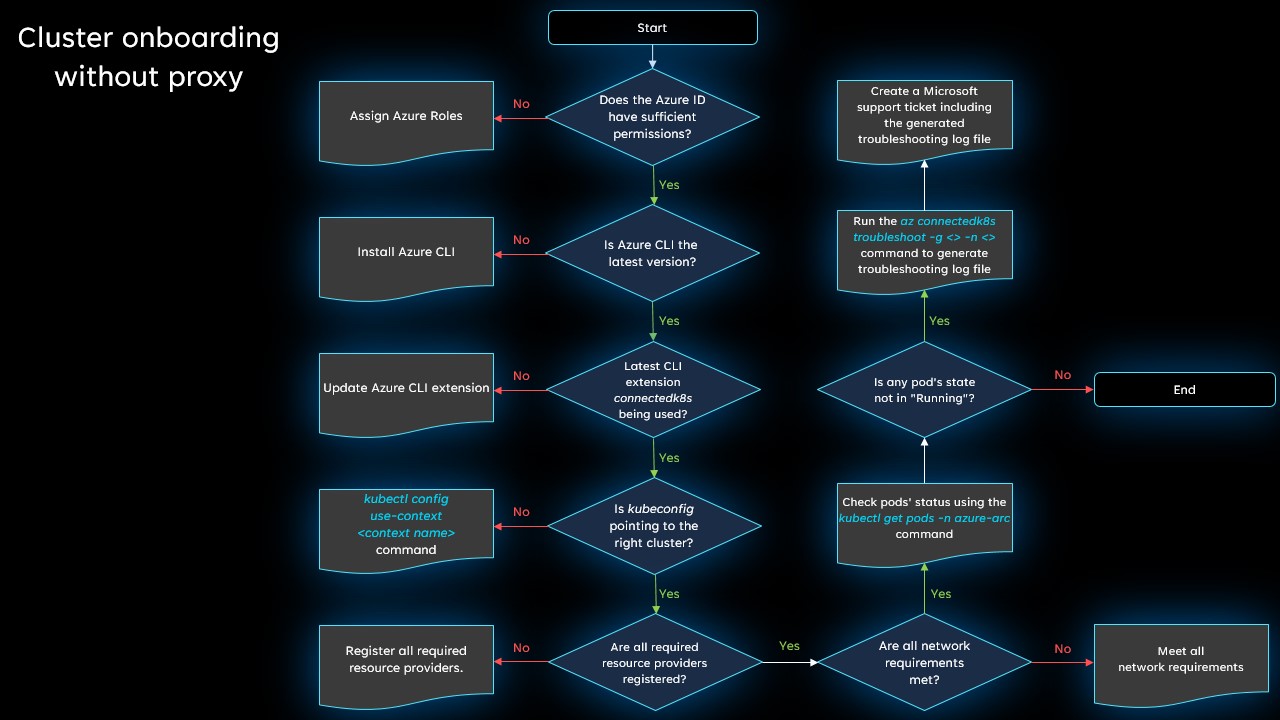 Cluster onboarding
without proxy
Start
Does the Azure ID
have sufficient
permissions?
No
Assign Azure Roles
Yes
Is Azure CLI the
latest version?
No
Install Azure CLI
Yes
Latest CLI
extension
connectedk8s
being used?
No
Update Azure CLI extension
Yes
Is kubeconfig
pointing to the
right cluster?
No
kubectl config
use-context
<context name>
command
Yes
Are all required
resource providers
registered?
No
Register all required
resource providers.
Yes
Are all network
requirements
met?
No
Meet all
network requirements
Yes
Check pods' status using the
kubectl get pods -n azure-arc
command
Is any pod's state
not in "Running"?
No
End
Yes
Run the az connectedk8s
troubleshoot -g <> -n <>
command to generate
troubleshooting log file
Create a Microsoft
support ticket including
the generated
troubleshooting log file